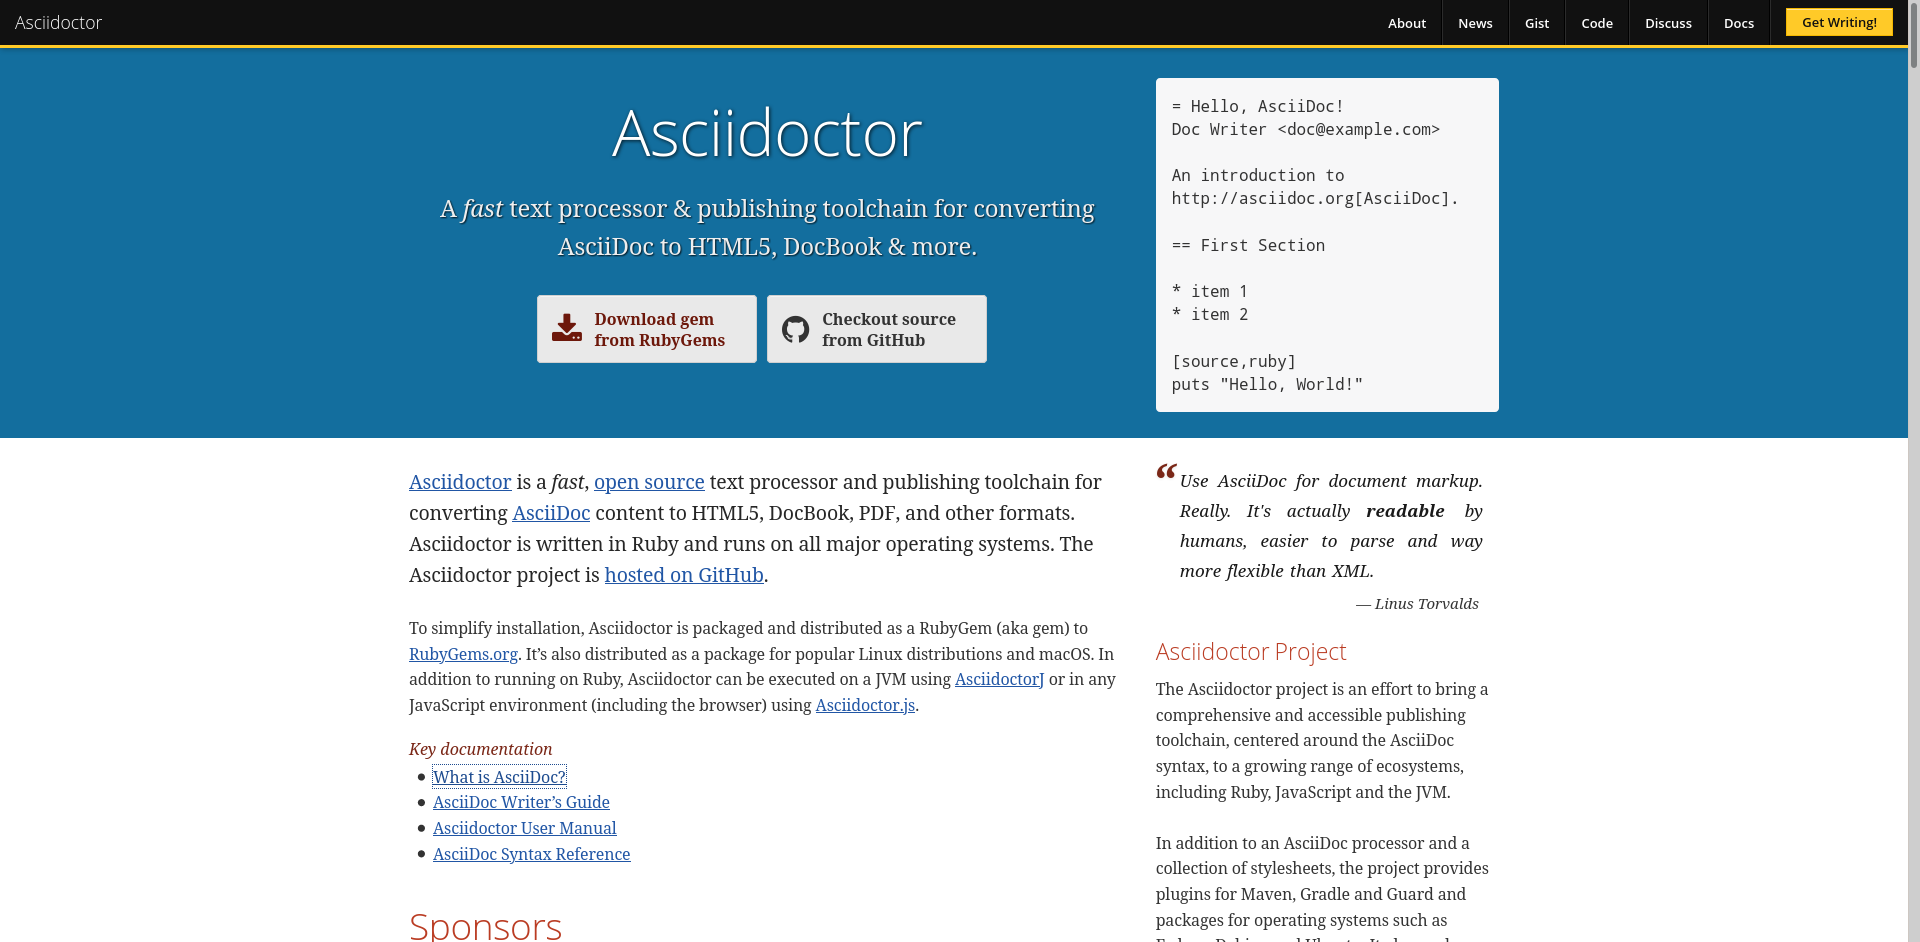 Asciidoctor
About
News
Gist
Code
Discuss
Docs
Get Writing!
Asciidoctor
A fast text processor & publishing toolchain for converting
AsciiDoc to HTML5, DocBook & more.
Download gem
from RubyGems
Checkout source
from GitHub
= Hello, AsciiDoc!
Doc Writer <doc@example.com>
An introduction to
http://asciidoc.org[AsciiDoc].
== First Section
* item 1
* item 2
[source,ruby]
puts "Hello, World!"
Asciidoctor is a fast, open source text processor and publishing toolchain for
converting AsciiDoc content to HTML5, DocBook, PDF, and other formats.
Asciidoctor is written in Ruby and runs on all major operating systems. The
Asciidoctor project is hosted on GitHub.
To simplify installation, Asciidoctor is packaged and distributed as a RubyGem (aka gem) to
RubyGems.org. It’s also distributed as a package for popular Linux distributions and macOS. In
addition to running on Ruby, Asciidoctor can be executed on a JVM using AsciidoctorJ or in any
JavaScript environment (including the browser) using Asciidoctor.js.
Key documentation
• What is AsciiDoc?
• AsciiDoc Writer’s Guide
• Asciidoctor User Manual
• AsciiDoc Syntax Reference
Sponsors
“Use AsciiDoc for document markup.
Really. It's actually readable by
humans, easier to parse and way
more flexible than XML.
— Linus Torvalds
Asciidoctor Project
The Asciidoctor project is an effort to bring a
comprehensive and accessible publishing
toolchain, centered around the AsciiDoc
syntax, to a growing range of ecosystems,
including Ruby, JavaScript and the JVM.
In addition to an AsciiDoc processor and a
collection of stylesheets, the project provides
plugins for Maven, Gradle and Guard and
packages for operating systems such as